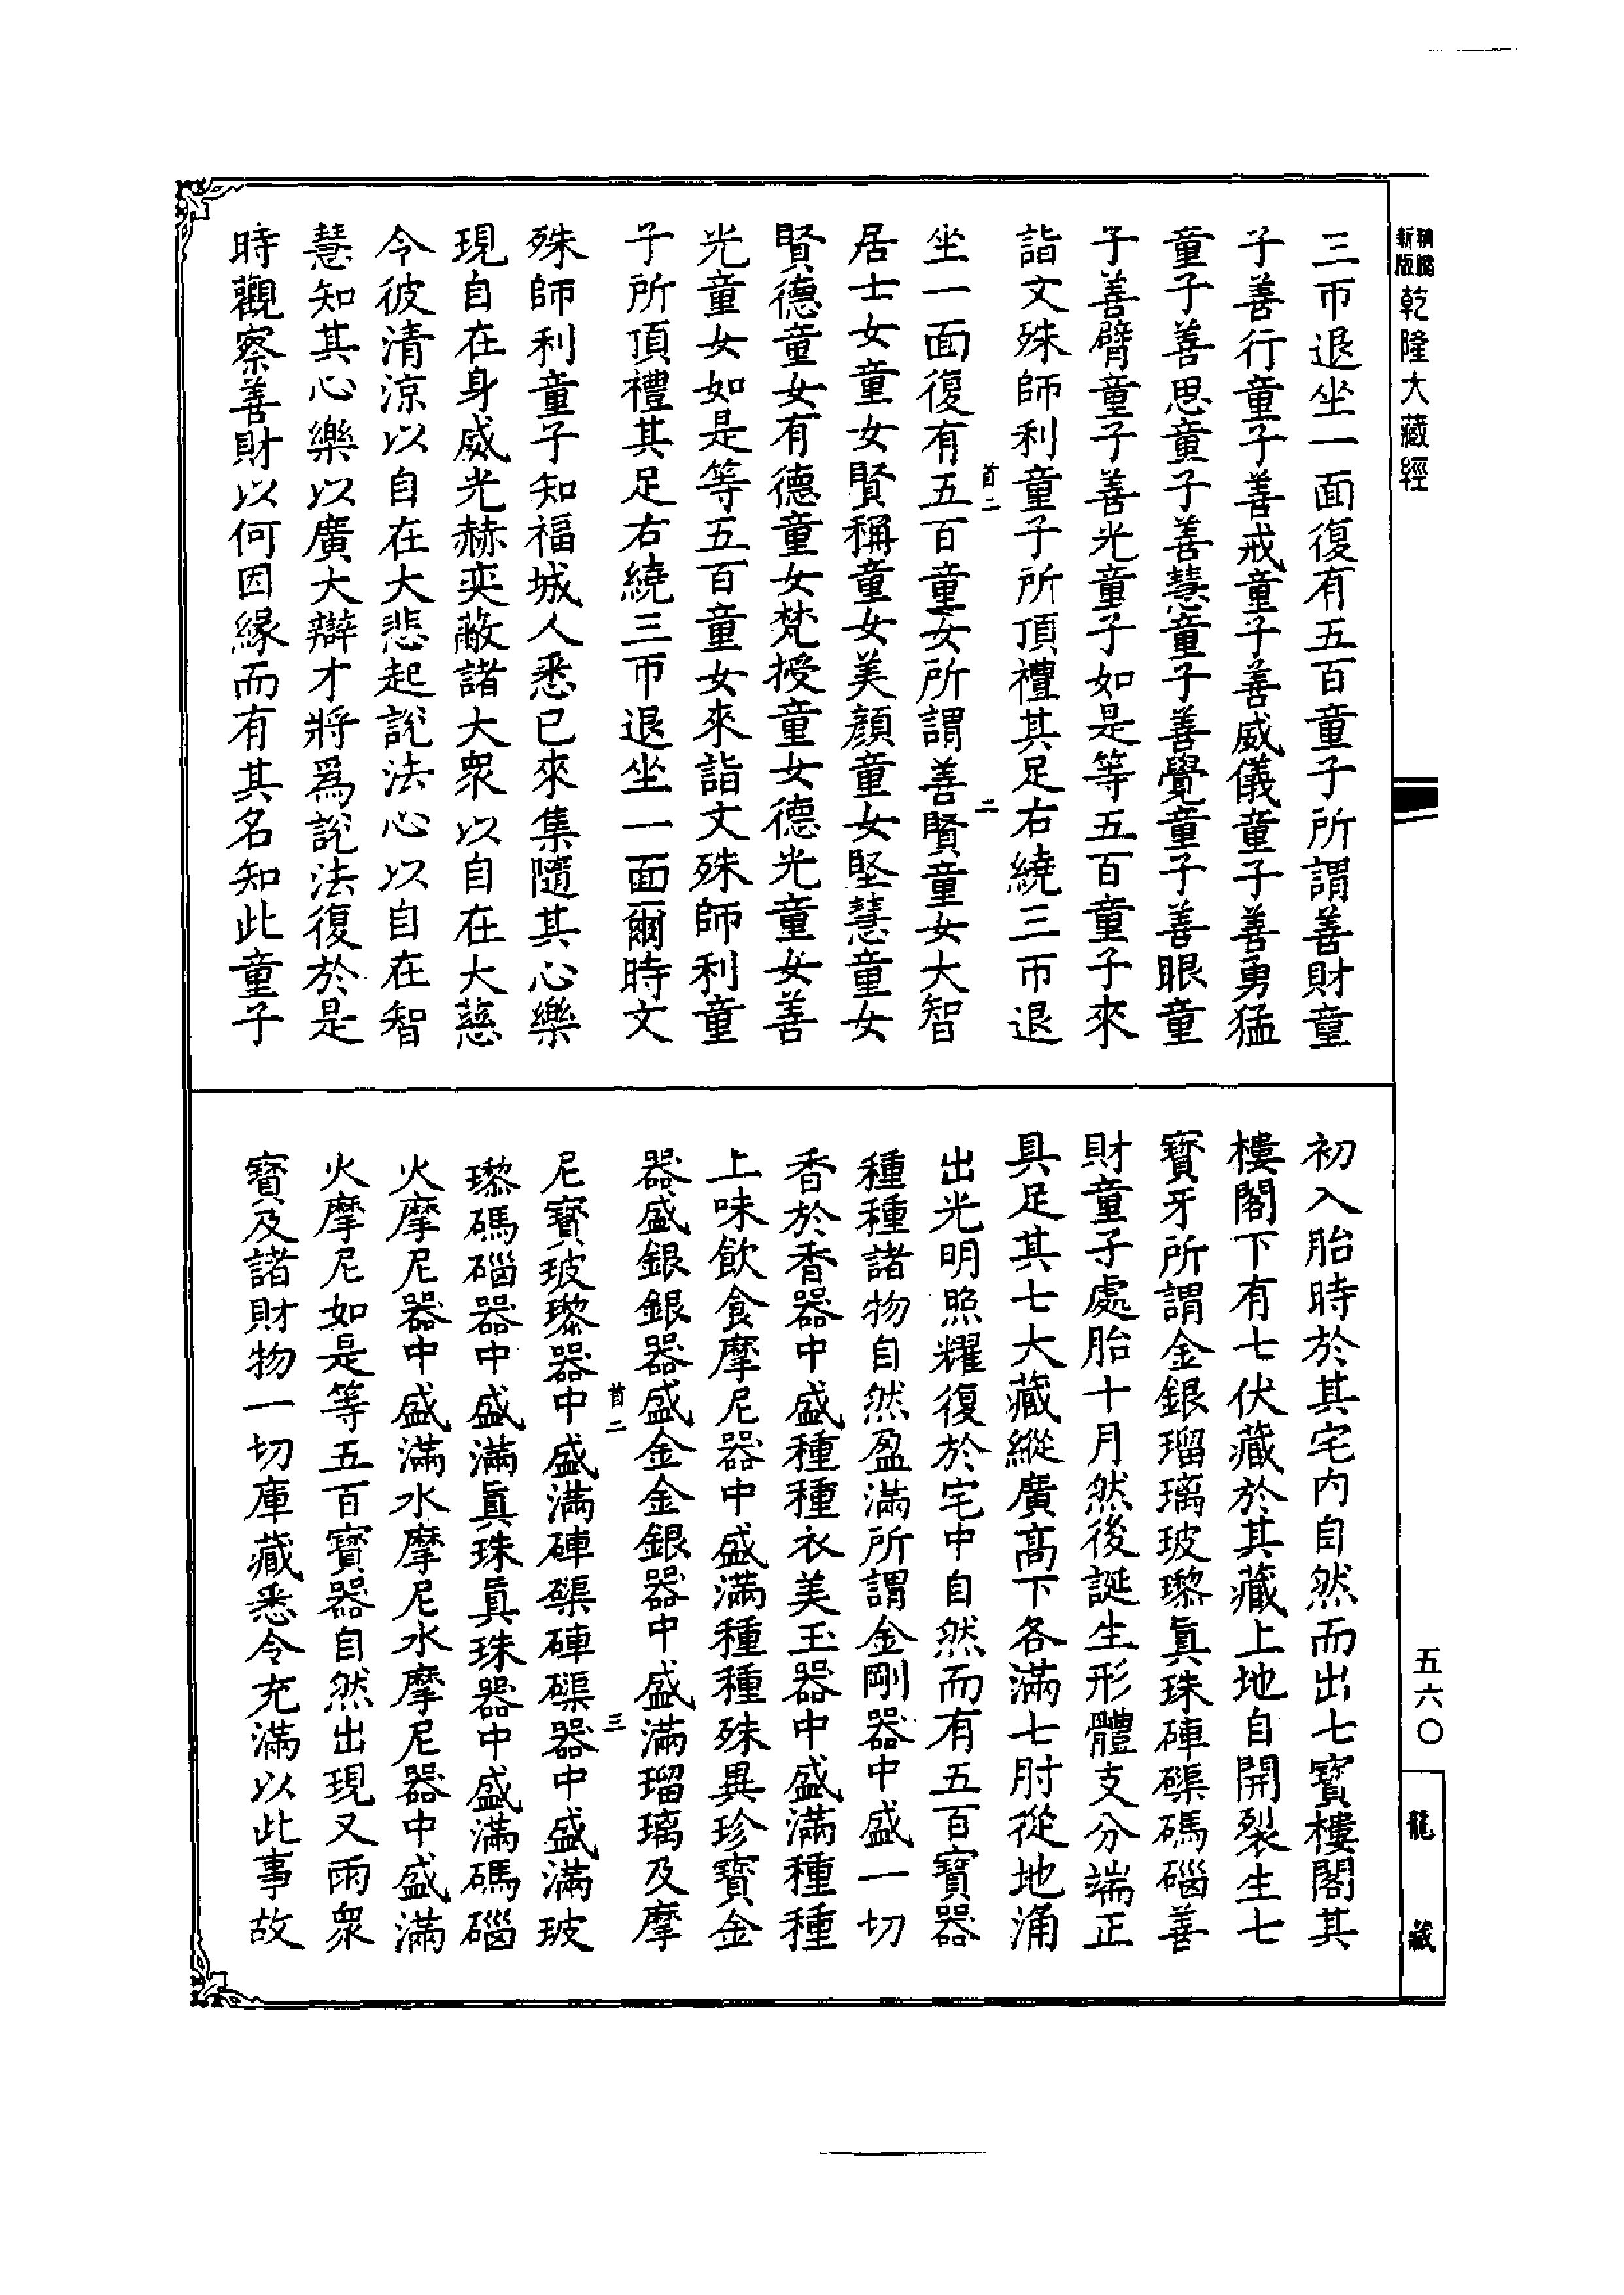 新版
乾隆大藏經
三帀退坐一面復有五百童子所謂善財童
子善行童子善戒童子善威儀童子善勇猛
童子善思童子善慧童子善覺童子善眼童
子善臂童子善光童子如是等五百童子來
詣文殊師利童子所頂禮其足右繞三帀退
首二
二
坐一面復有五百童女所謂善賢童女大智
居士女童女賢稱童女美顏童女堅慧童女
賢德童女有德童女梵授童女德光童女善
光童女如是等五百童女來詣文殊師利童
子所頂禮其足右繞三帀退坐一面爾時文
殊師利童子知福城人悉已來集隨其心樂
現自在身威光赫奕蔽諸大衆以自在大慈
令彼清涼以自在大悲起說法心以自在智
慧知其心樂以廣大辯才將爲說法復於是
時觀察善財以何因緣而有其名知此童子
初入胎時於其宅内自然而出七寶樓閣其
樓閣下有七伏藏於其藏上地自開裂生七
寶牙所謂金銀瑠璃玻瓈眞珠硨磲碼碯善
財童子處胎十月然後誕生形體支分端正
具足其七大藏縱廣高下各滿七肘從地涌
出光明照耀復於宅中自然而有五百寶器
種種諸物自然盈滿所謂金剛器中盛一切
香於香器中盛種種衣美玉器中盛滿種種
上味飲食摩尼器中盛滿種種殊異珍寶金
器盛銀銀器盛金金銀器中盛滿瑠璃及摩
首二
三
尼寶玻瓈器中盛滿硨磲硨磲器中盛滿玻
瓈碼碯器中盛滿眞珠眞珠器中盛滿碼碯
火摩尼器中盛滿水摩尼水摩尼器中盛滿
火摩尼如是等五百寶器自然出現又雨衆
寶及諸財物一切庫藏悉令充滿以此事故
五六〇
龍藏